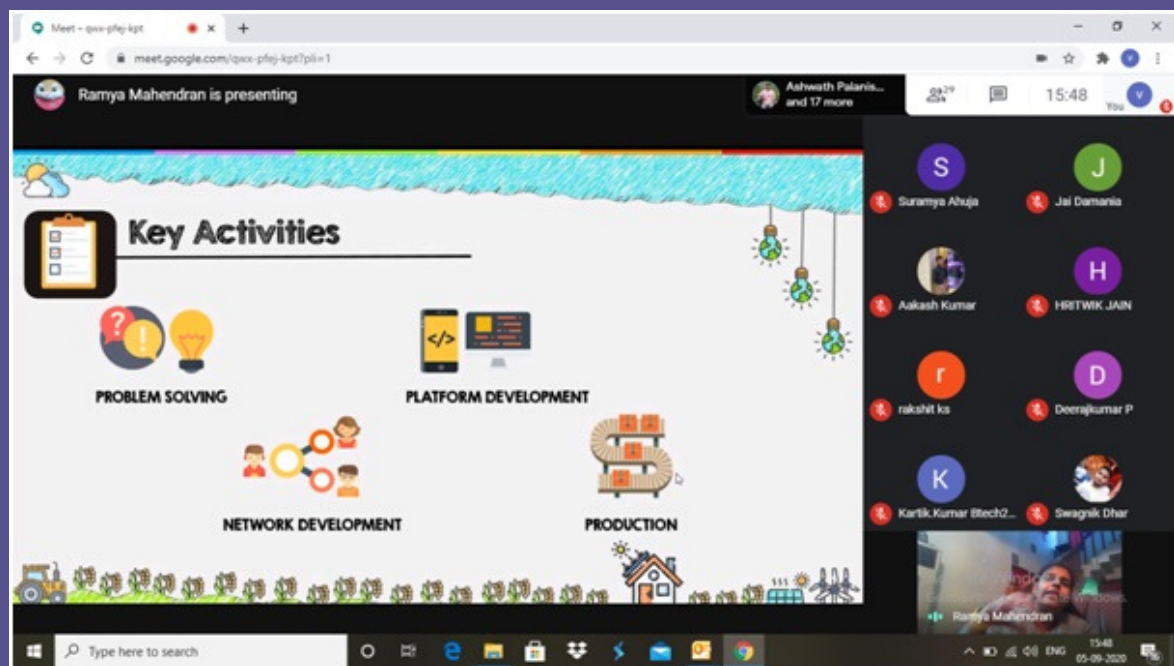 Meet – qwx-pfej-kpt
meet.google.com/qwx-pfej-kpt?pli=1
V
Ramya Mahendran is presenting
Ashwath Palanis...
and 17 more
29
15:48
You
V
Key Activities
?
!
</>
PROBLEM SOLVING
PLATFORM DEVELOPMENT
NETWORK DEVELOPMENT
PRODUCTION
S
J
Suramya Ahuja
Jai Damania
H
Aakash Kumar
HRITWIK JAIN
r
D
rakshit ks
Deerajkumar P
K
Kartik.Kumar Btech2...
Swagnik Dhar
Ramya Mahendran
Type here to search
ENG
15:48
05-09-2020